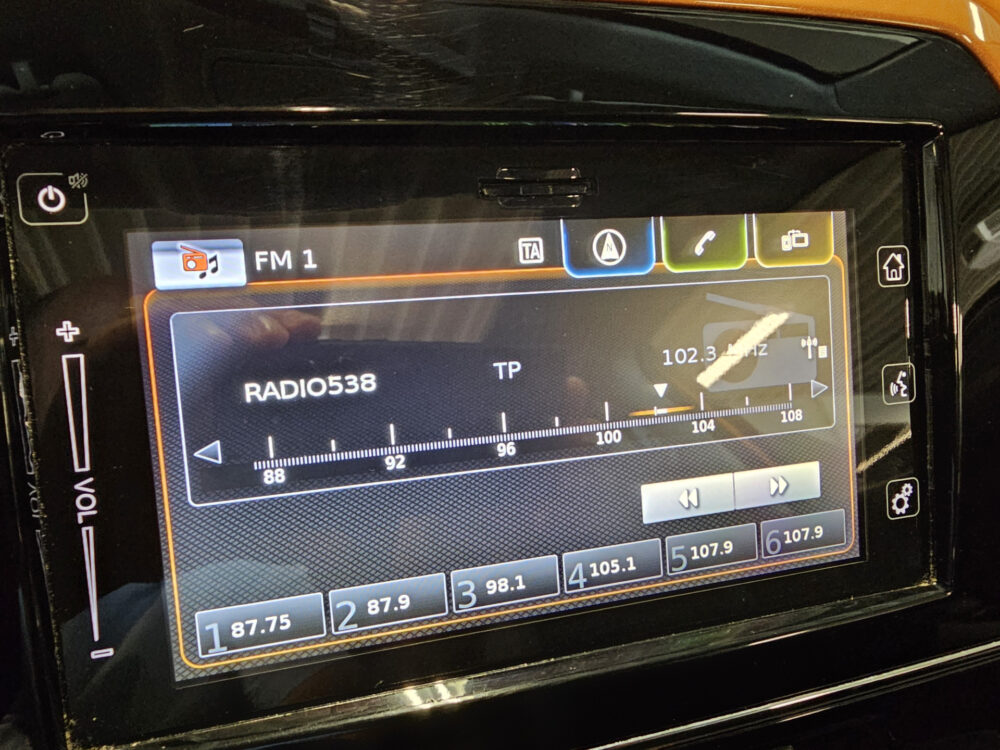 FM 1
TA
102.3 MHz
RADIO538
TP
88 92 96 100 104 108
VOL
1 87.75
2 87.9
3 98.1
4 105.1
5 107.9
6 107.9